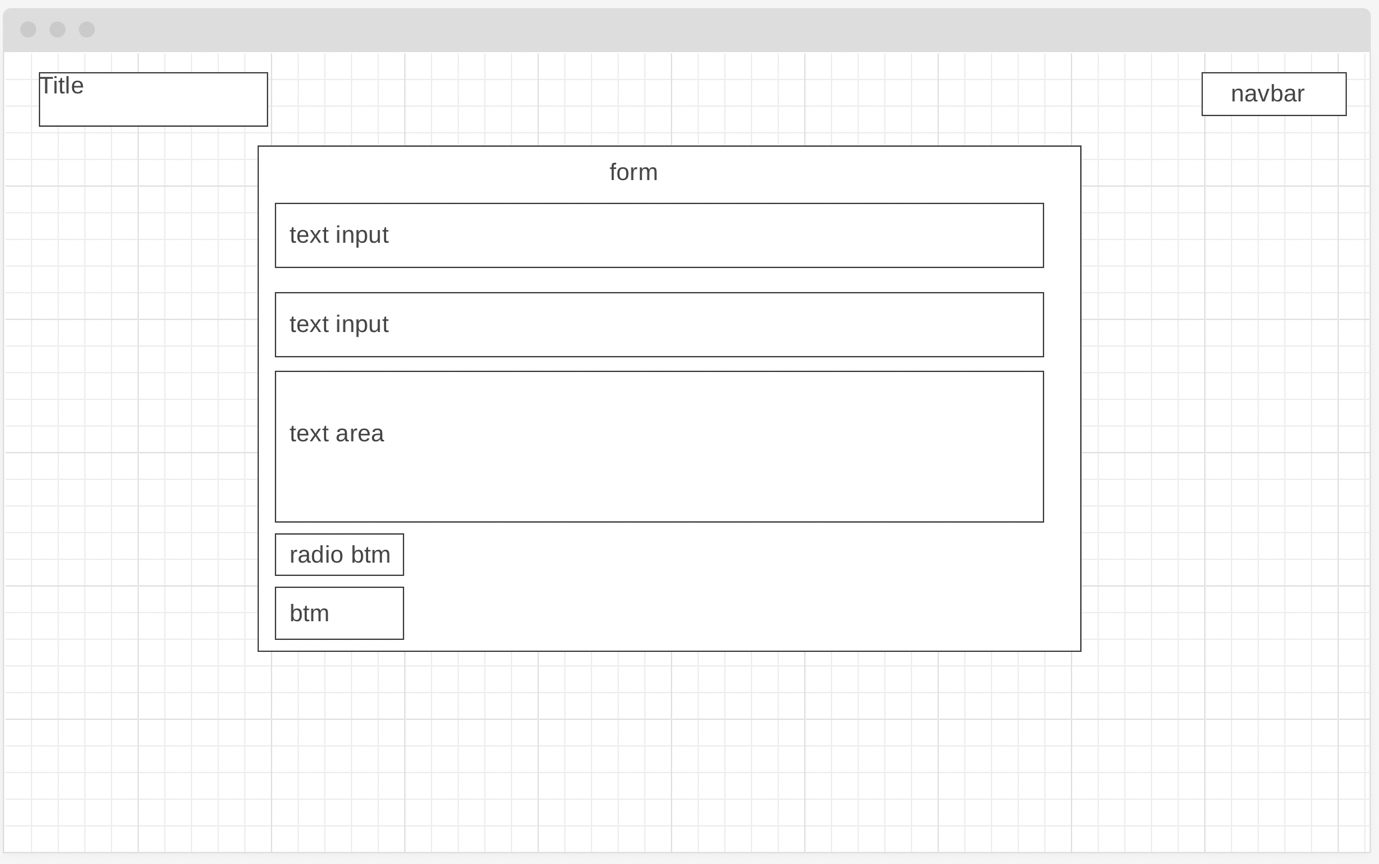 Title
navbar
form
text input
text input
text area
radio btm
btm